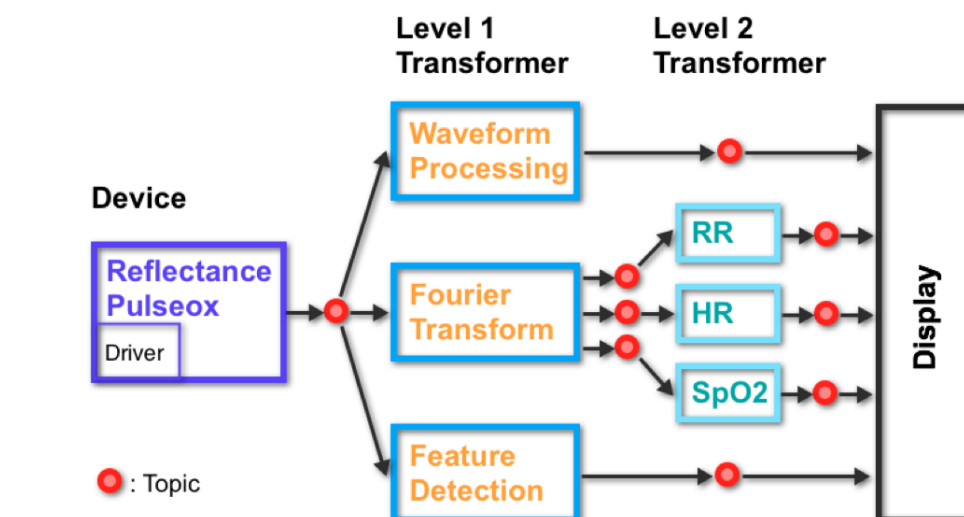 Level 1
Transformer
Level 2
Transformer
Waveform
Processing
Device
Reflectance
Pulseox
Driver
Fourier
Transform
RR
HR
SpO2
Display
Feature
Detection
: Topic